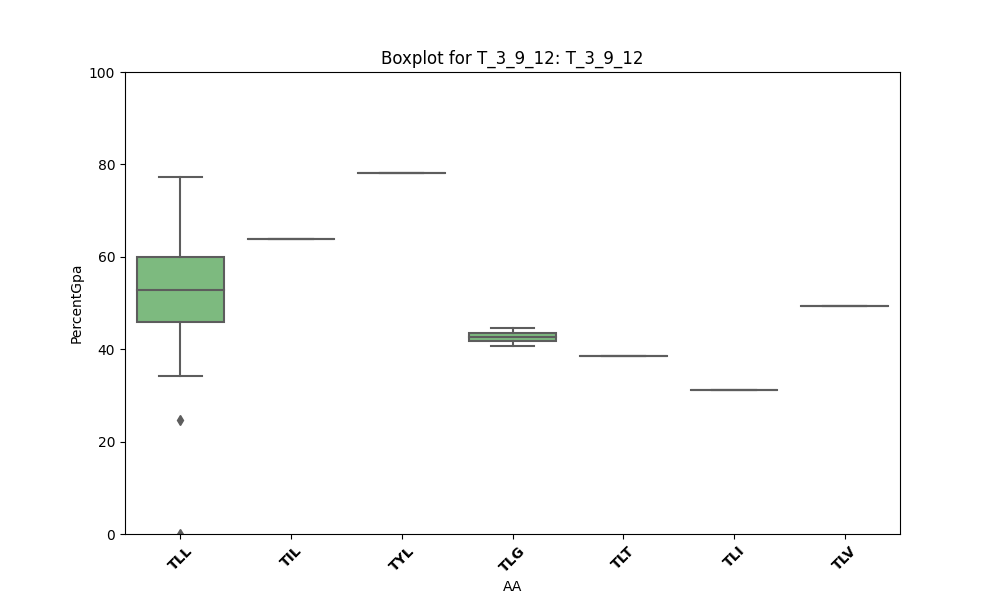 Boxplot for T_3_9_12: T_3_9_12
100
80
60
40
20
0
PercentGpa
TLL
TIL
TYL
TLG
TLT
TLI
TLV
AA